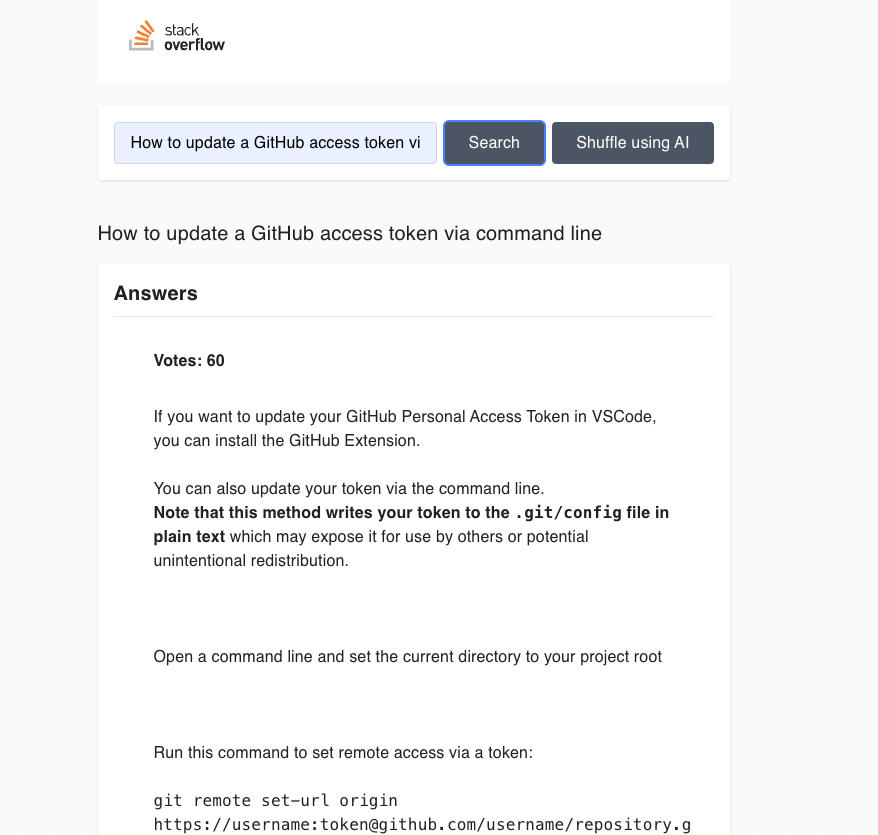 stack
overflow
How to update a GitHub access token vi
Search
Shuffle using AI
How to update a GitHub access token via command line
Answers
Votes: 60
If you want to update your GitHub Personal Access Token in VSCode,
you can install the GitHub Extension.
You can also update your token via the command line.
Note that this method writes your token to the .git/config file in
plain text which may expose it for use by others or potential
unintentional redistribution.
Open a command line and set the current directory to your project root
Run this command to set remote access via a token:
git remote set-url origin
https://username:token@github.com/username/repository.g